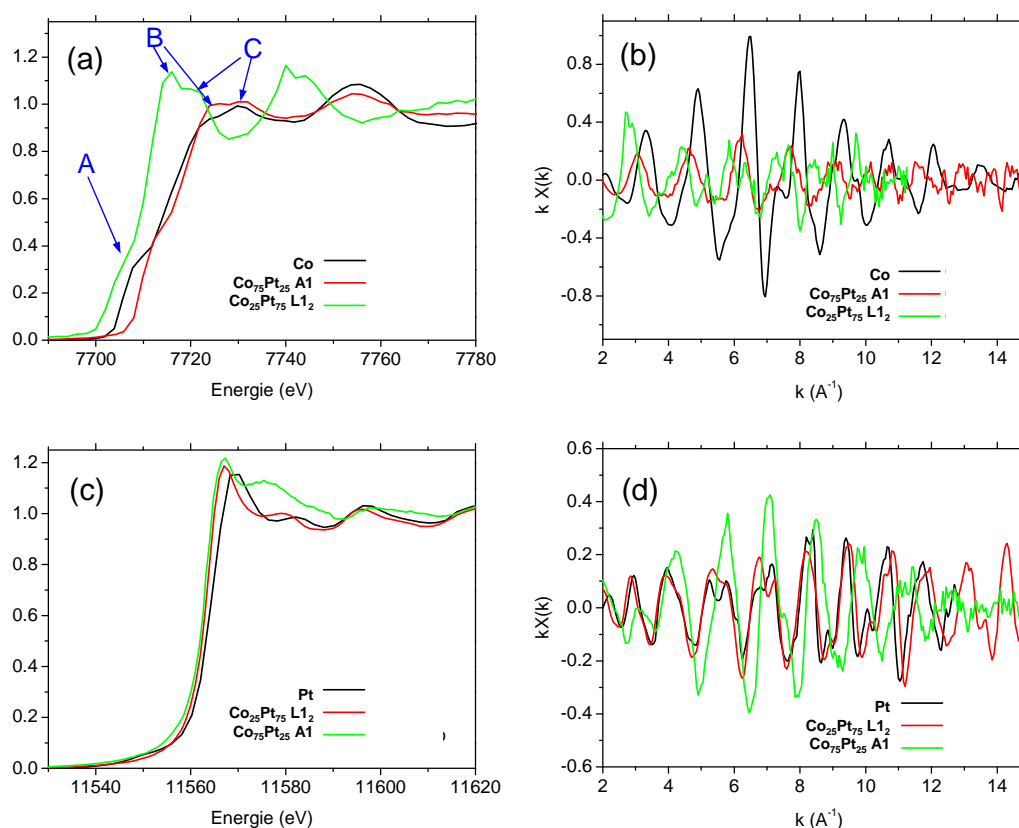 (a)
B
C
A
1.2
1.0
0.8
0.6
0.4
0.2
0.0
Co
Co₇₅Pt₂₅ A1
Co₂₅Pt₇₅ L1₂
7700 7720 7740 7760 7780
Energie (eV)
(b)
k X(k)
0.8
0.4
0.0
-0.4
-0.8
Co
Co₇₅Pt₂₅ A1
Co₂₅Pt₇₅ L1₂
2 4 6 8 10 12 14
k (A⁻¹)
(c)
1.2
1.0
0.8
0.6
0.4
0.2
0.0
Pt
Co₂₅Pt₇₅ L1₂
Co₇₅Pt₂₅ A1
11540 11560 11580 11600 11620
Energie (eV)
(d)
kX(k)
0.6
0.4
0.2
0.0
-0.2
-0.4
-0.6
Pt
Co₂₅Pt₇₅ L1₂
Co₇₅Pt₂₅ A1
2 4 6 8 10 12 14
k (A⁻¹)